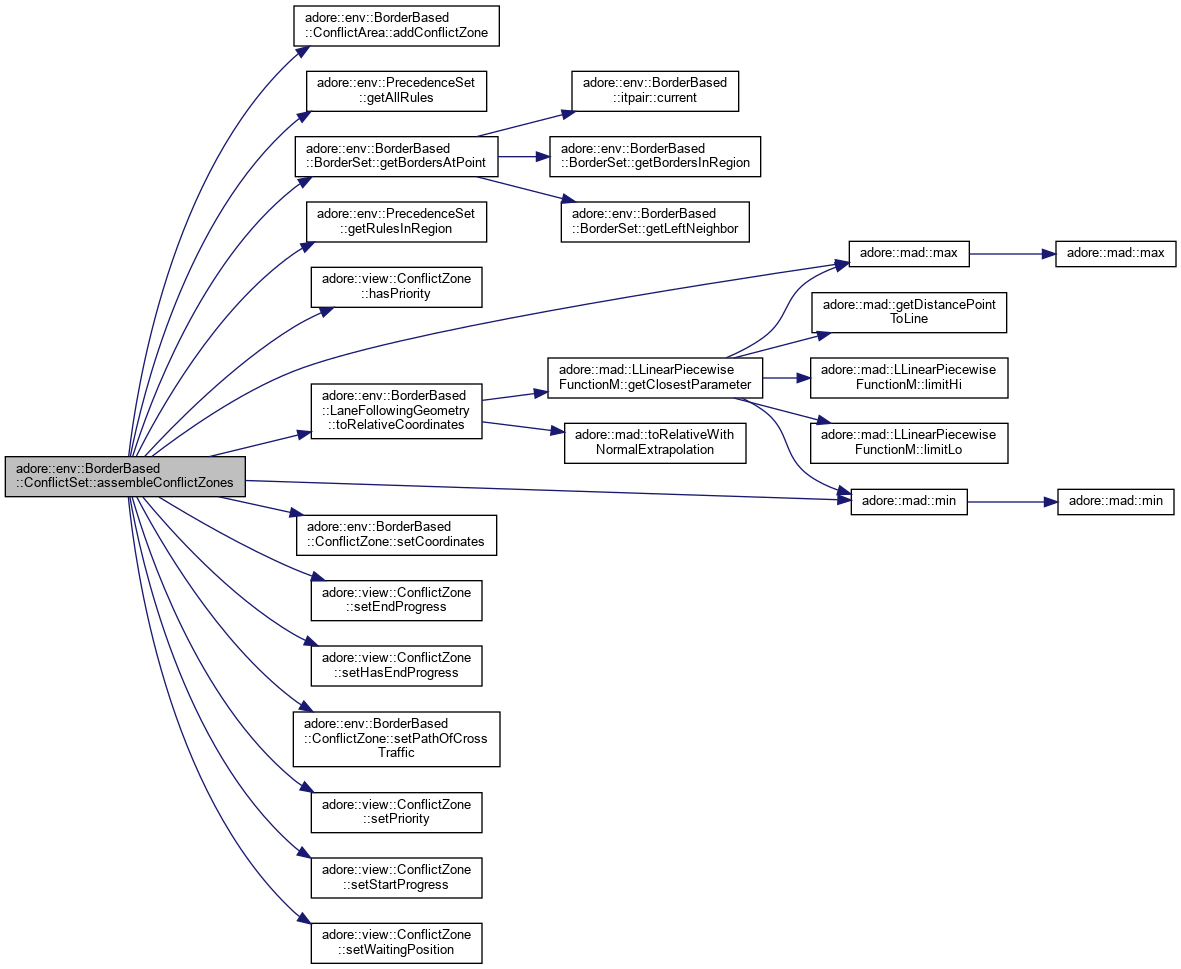 adore::env::BorderBased
::ConflictSet::assembleConflictZones
adore::env::BorderBased
::ConflictArea::addConflictZone
adore::env::PrecedenceSet
::getAllRules
adore::env::BorderBased
::BorderSet::getBordersAtPoint
adore::env::BorderBased
::itpair::current
adore::env::BorderBased
::BorderSet::getBordersInRegion
adore::env::BorderBased
::BorderSet::getLeftNeighbor
adore::env::PrecedenceSet
::getRulesInRegion
adore::view::ConflictZone
::hasPriority
adore::mad::max
adore::mad::max
adore::env::BorderBased
::LaneFollowingGeometry
::toRelativeCoordinates
adore::mad::LLinearPiecewise
FunctionM::getClosestParameter
adore::mad::toRelativeWith
NormalExtrapolation
adore::mad::getDistancePoint
ToLine
adore::mad::LLinearPiecewise
FunctionM::limitHi
adore::mad::LLinearPiecewise
FunctionM::limitLo
adore::mad::min
adore::mad::min
adore::env::BorderBased
::ConflictZone::setCoordinates
adore::view::ConflictZone
::setEndProgress
adore::view::ConflictZone
::setHasEndProgress
adore::env::BorderBased
::ConflictZone::setPathOfCross
Traffic
adore::view::ConflictZone
::setPriority
adore::view::ConflictZone
::setStartProgress
adore::view::ConflictZone
::setWaitingPosition